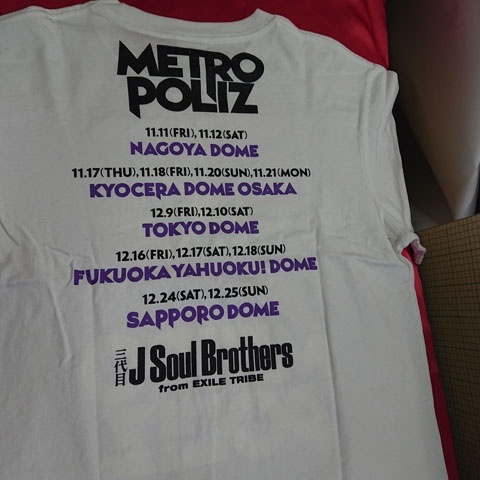 METRO
POLIZ
11.11(FRI), 11.12(SAT)
NAGOYA DOME
11.17(THU), 11.18(FRI), 11.20(SUN), 11.21(MON)
KYOCERA DOME OSAKA
12.9(FRI), 12.10(SAT)
TOKYO DOME
12.16(FRI), 12.17(SAT), 12.18(SUN)
FUKUOKA YAHUOKU! DOME
12.24(SAT), 12.25(SUN)
SAPPORO DOME
三代目 J Soul Brothers
from EXILE TRIBE